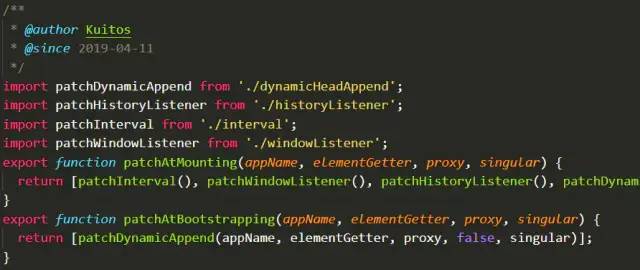 /**
 * @author Kuitos
 * @since 2019-04-11
 */
import patchDynamicAppend from './dynamicHeadAppend';
import patchHistoryListener from './historyListener';
import patchInterval from './interval';
import patchWindowListener from './windowListener';
export function patchAtMounting(appName, elementGetter, proxy, singular) {
  return [patchInterval(), patchWindowListener(), patchHistoryListener(), patchDynam
}
export function patchAtBootstrapping(appName, elementGetter, proxy, singular) {
  return [patchDynamicAppend(appName, elementGetter, proxy, false, singular)];
}